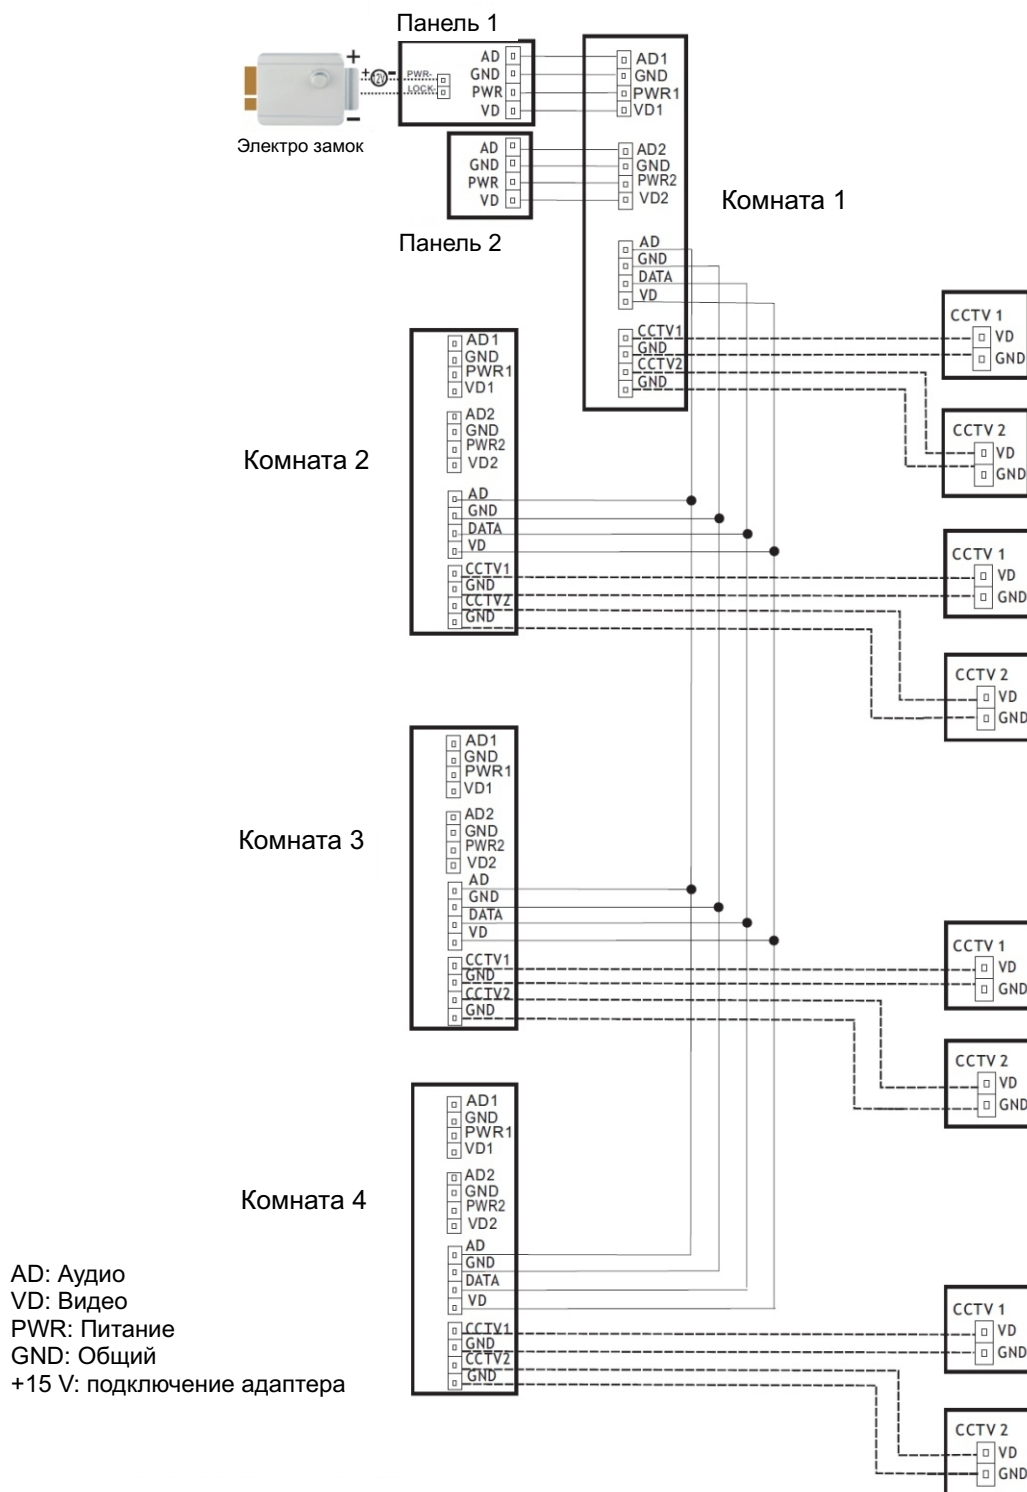 Панель 1
AD
GND
PWR
VD
PWR-
LOCK-
+ 12V -
+
−
Электро замок
AD1
GND
PWR1
VD1
AD
GND
PWR
VD
Панель 2
AD2
GND
PWR2
VD2
Комната 1
AD
GND
DATA
VD
CCTV1
GND
CCTV2
GND
CCTV 1
VD
GND
CCTV 2
VD
GND
Комната 2
AD1
GND
PWR1
VD1
AD2
GND
PWR2
VD2
AD
GND
DATA
VD
CCTV1
GND
CCTV2
GND
CCTV 1
VD
GND
CCTV 2
VD
GND
Комната 3
AD1
GND
PWR1
VD1
AD2
GND
PWR2
VD2
AD
GND
DATA
VD
CCTV1
GND
CCTV2
GND
CCTV 1
VD
GND
CCTV 2
VD
GND
Комната 4
AD1
GND
PWR1
VD1
AD2
GND
PWR2
VD2
AD
GND
DATA
VD
CCTV1
GND
CCTV2
GND
CCTV 1
VD
GND
CCTV 2
VD
GND
AD: Аудио
VD: Видео
PWR: Питание
GND: Общий
+15 V: подключение адаптера